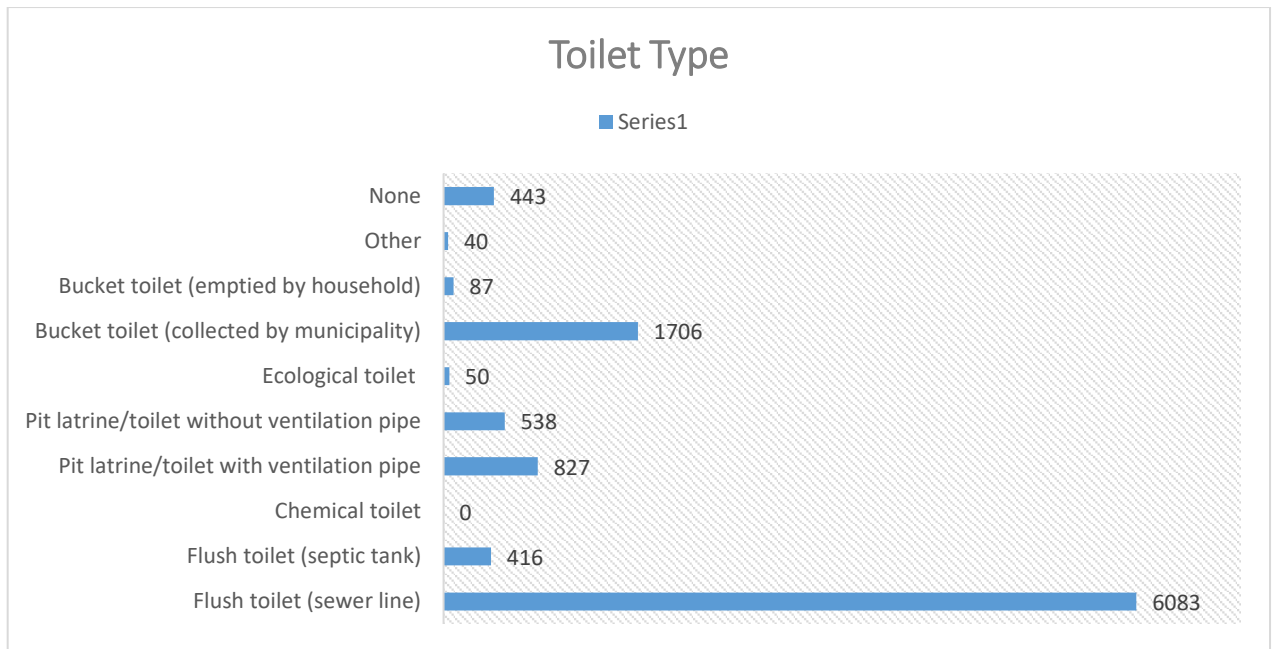 Toilet Type
Series1
None 443
Other 40
Bucket toilet (emptied by household) 87
Bucket toilet (collected by municipality) 1706
Ecological toilet 50
Pit latrine/toilet without ventilation pipe 538
Pit latrine/toilet with ventilation pipe 827
Chemical toilet 0
Flush toilet (septic tank) 416
Flush toilet (sewer line) 6083